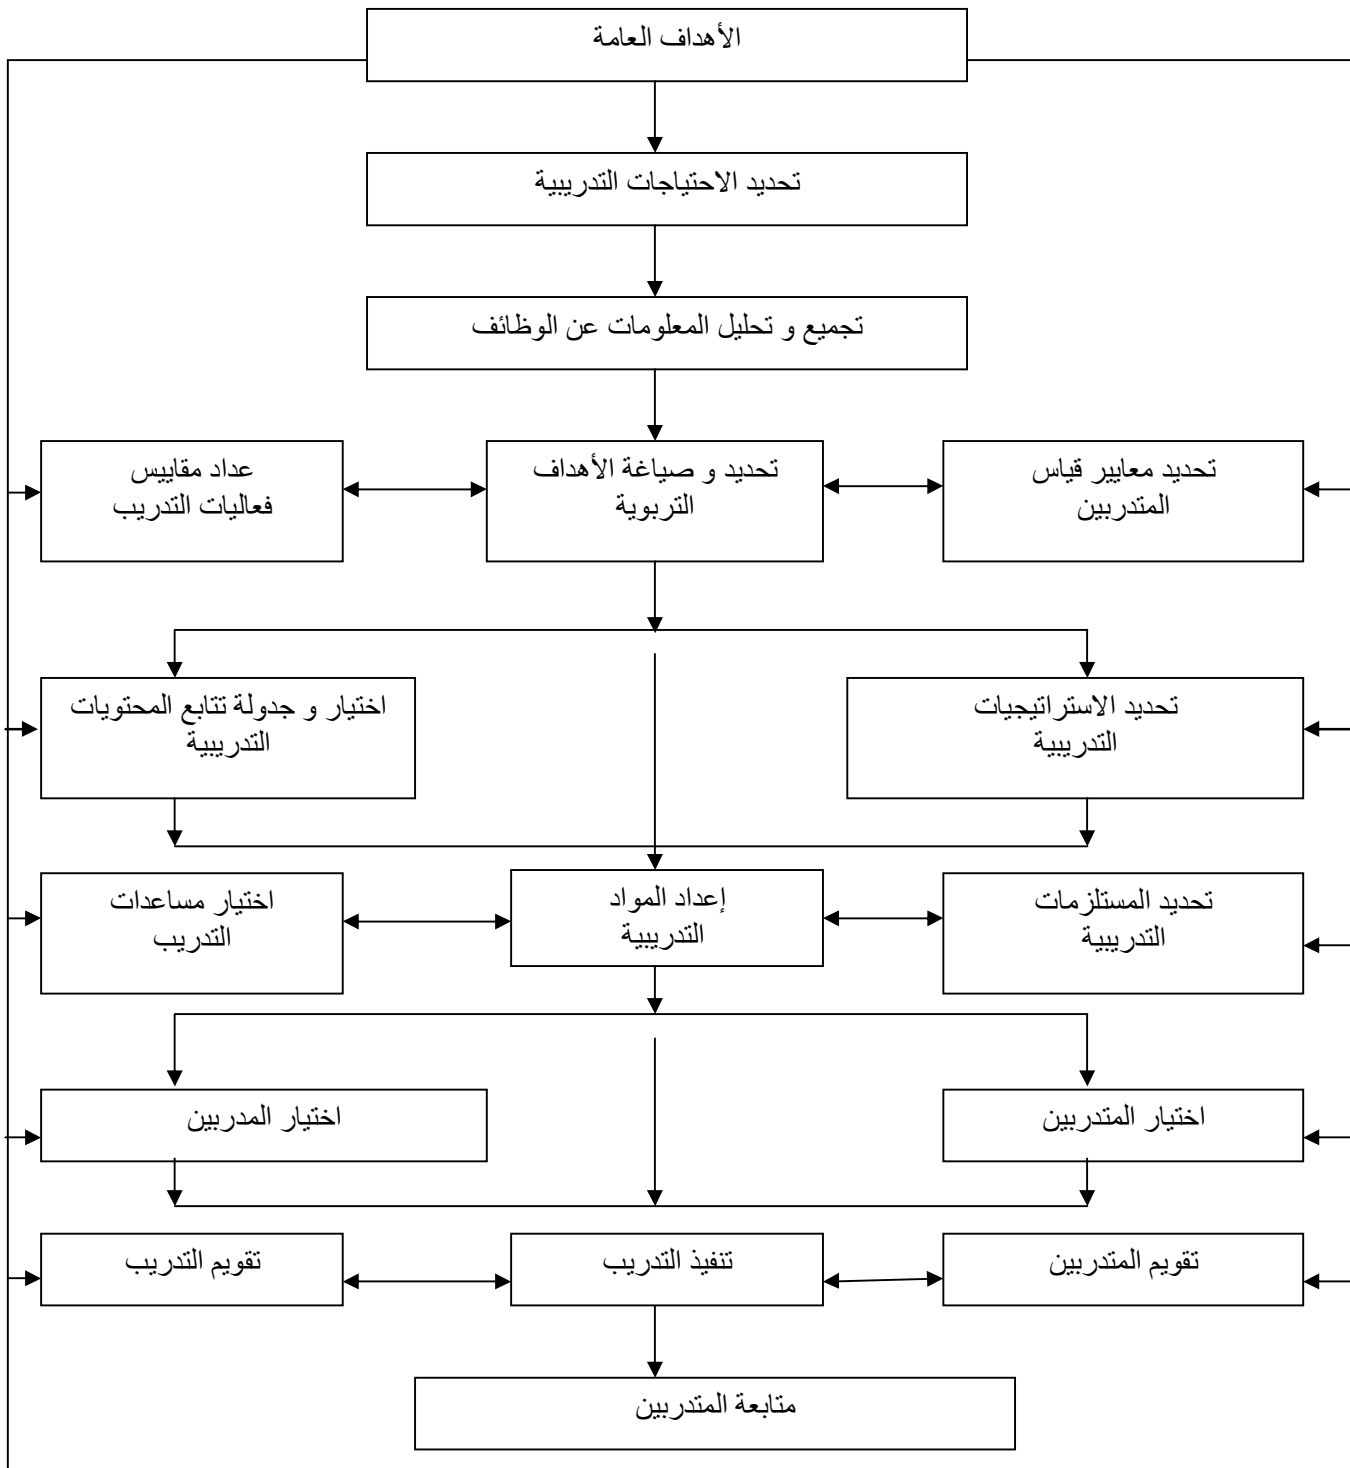 الأهداف العامة
تحديد الاحتياجات التدريبية
تجميع و تحليل المعلومات عن الوظائف
تحديد معايير قياس
المتدربين
تحديد و صياغة الأهداف
التربوية
عداد مقاييس
فعاليات التدريب
تحديد الاستراتيجيات
التدريبية
اختيار و جدولة تتابع المحتويات
التدريبية
تحديد المستلزمات
التدريبية
إعداد المواد
التدريبية
اختيار مساعدات
التدريب
اختيار المتدربين
اختيار المدربين
تقويم المتدربين
تنفيذ التدريب
تقويم التدريب
متابعة المتدربين